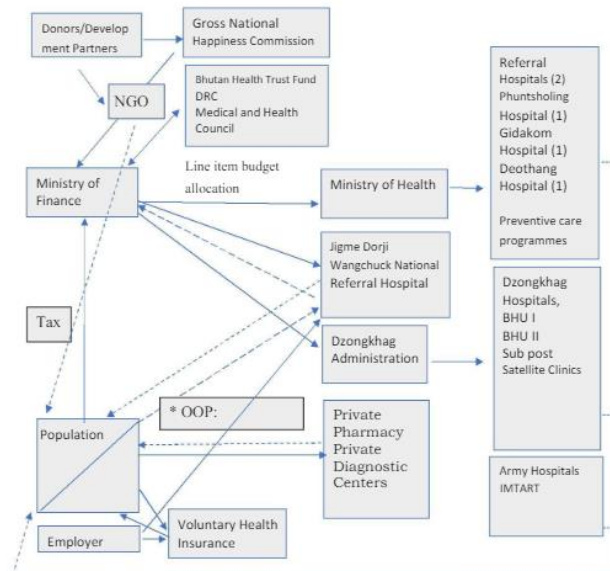 Donors/Develop
ment Partners
Gross National
Happiness Commission
NGO
Bhutan Health Trust Fund
DRC
Medical and Health
Council
Referral
Hospitals (2)
Phuntsholing
Hospital (1)
Gidakom
Hospital (1)
Deothang
Hospital (1)
Preventive care
programmes
Ministry of
Finance
Line item budget
allocation
Ministry of Health
Jigme Dorji
Wangchuck National
Referral Hospital
Tax
Dzongkhag
Administration
Dzongkhag
Hospitals,
BHU I
BHU II
Sub post
Satellite Clinics
* OOP:
Population
Private
Pharmacy
Private
Diagnostic
Centers
Army Hospitals
IMTART
Employer
Voluntary Health
Insurance